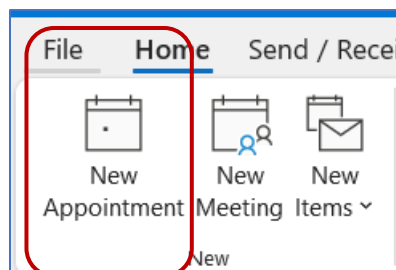 File Home Send / Recei
New New New
Appointment Meeting Items
New